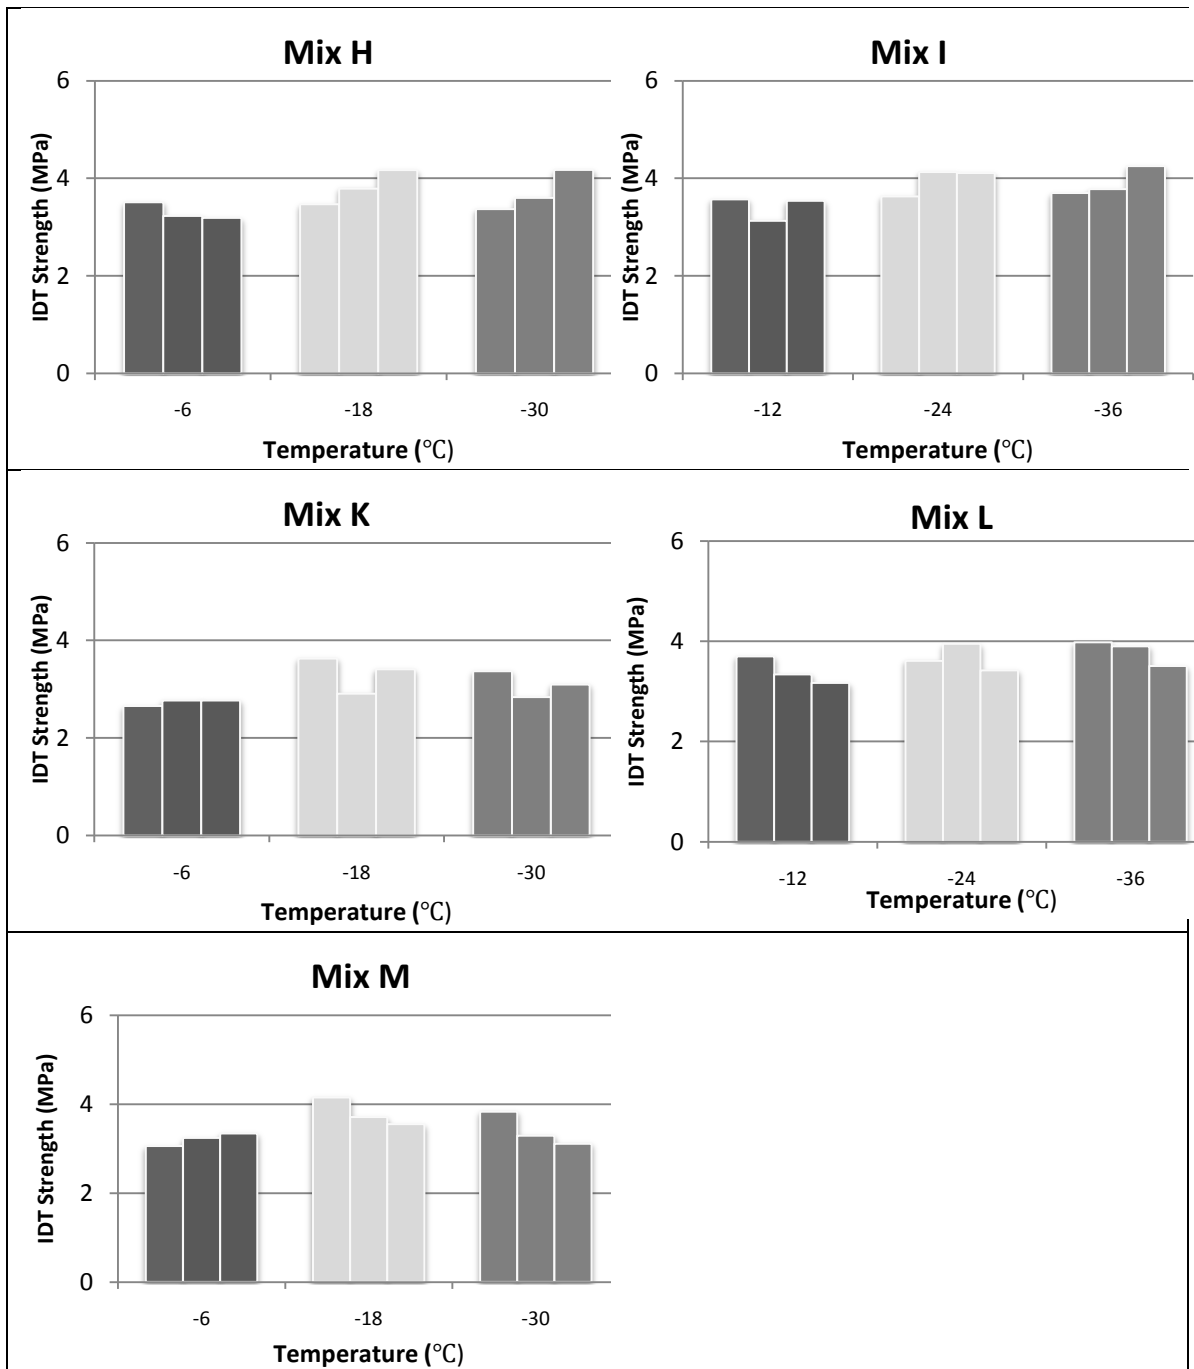 Mix H
6
4
2
0
IDT Strength (MPa)
-6 -18 -30
Temperature (°C)
Mix I
6
4
2
0
IDT Strength (MPa)
-12 -24 -36
Temperature (°C)
Mix K
6
4
2
0
IDT Strength (MPa)
-6 -18 -30
Temperature (°C)
Mix L
6
4
2
0
IDT Strength (MPa)
-12 -24 -36
Temperature (°C)
Mix M
6
4
2
0
IDT Strength (MPa)
-6 -18 -30
Temperature (°C)